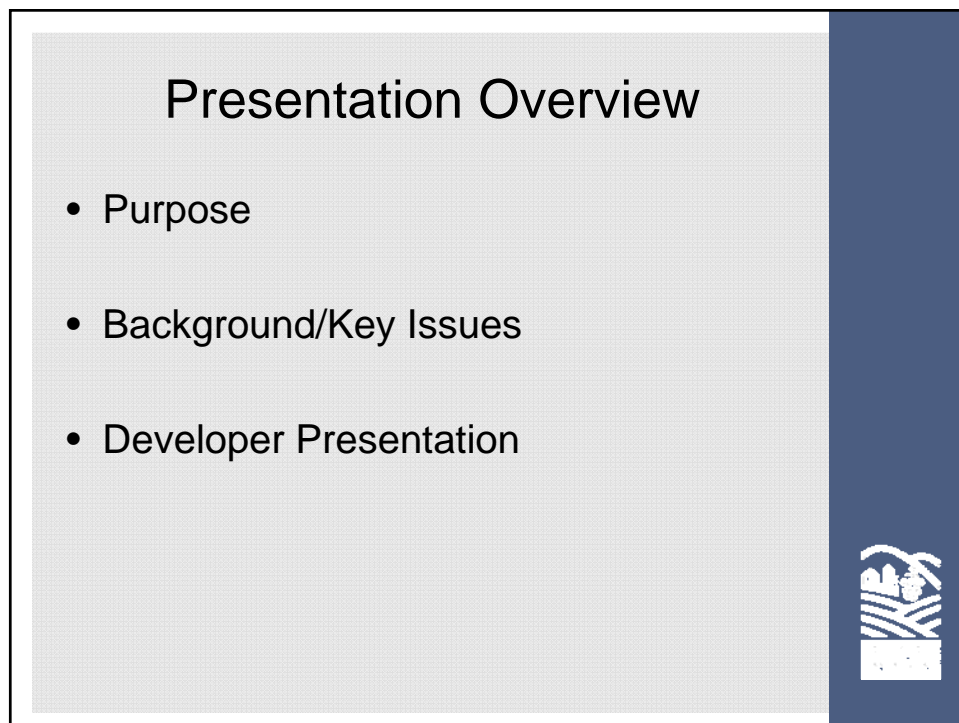 Presentation Overview
• Purpose
• Background/Key Issues
• Developer Presentation